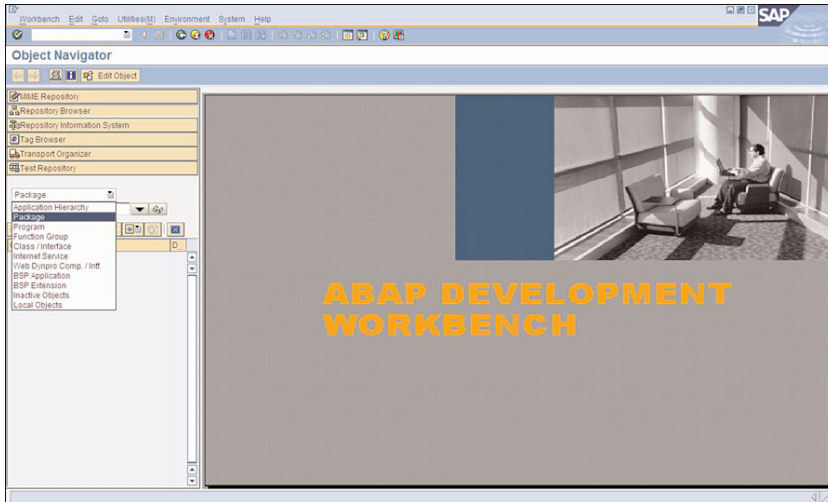 Workbench Edit Goto Utilities(M) Environment System Help
SAP
Object Navigator
Edit Object
MIME Repository
Repository Browser
Repository Information System
Tag Browser
Transport Organizer
Test Repository
Package
Application Hierarchy
Package
Program
Function Group
Class / Interface
Internet Service
Web Dynpro Comp. / Intf.
BSP Application
BSP Extension
Inactive Objects
Local Objects
D
ABAP DEVELOPMENT
WORKBENCH